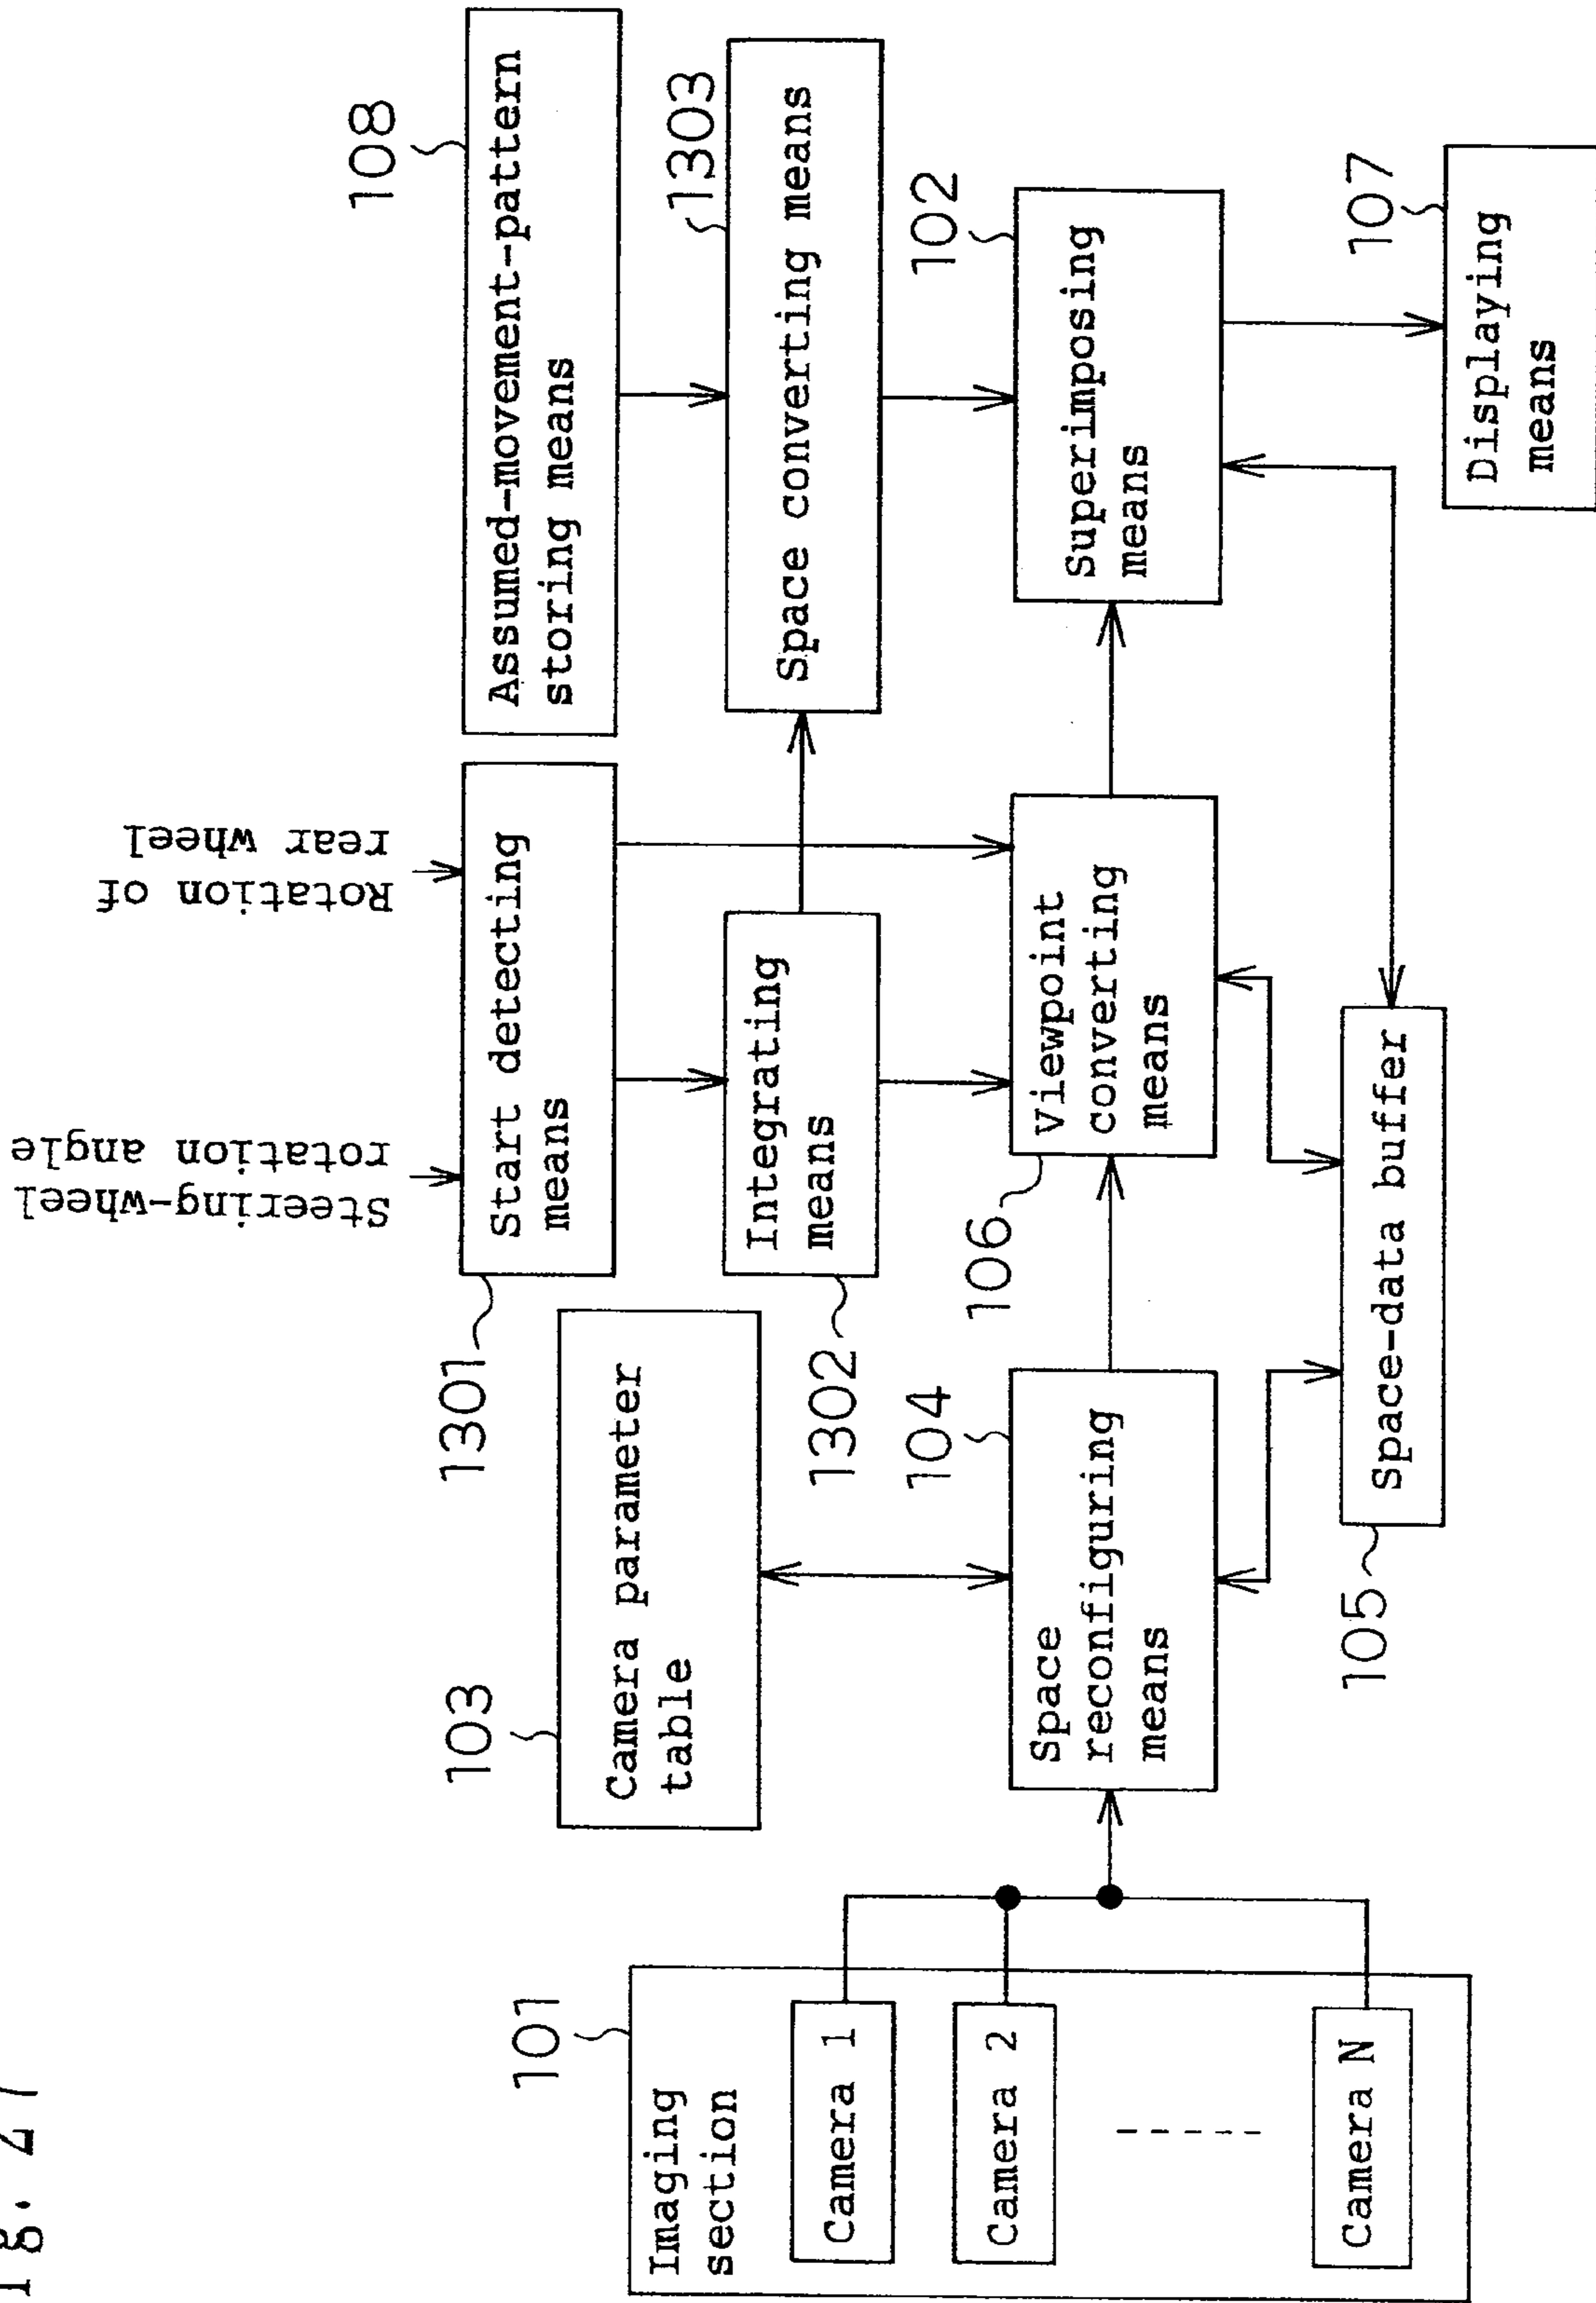 Fig. 27
Steering-wheel
rotation angle
Rotation of
rear wheel
108
Assumed-movement-pattern
storing means
1301
Start detecting
means
103
Camera parameter
table
1303
Space converting means
1302
Integrating
means
101
Imaging
section
Camera 1
Camera 2
Camera N
104
Space
reconfiguring
means
106
Viewpoint
converting
means
102
Superimposing
means
105
Space-data buffer
107
Displaying
means